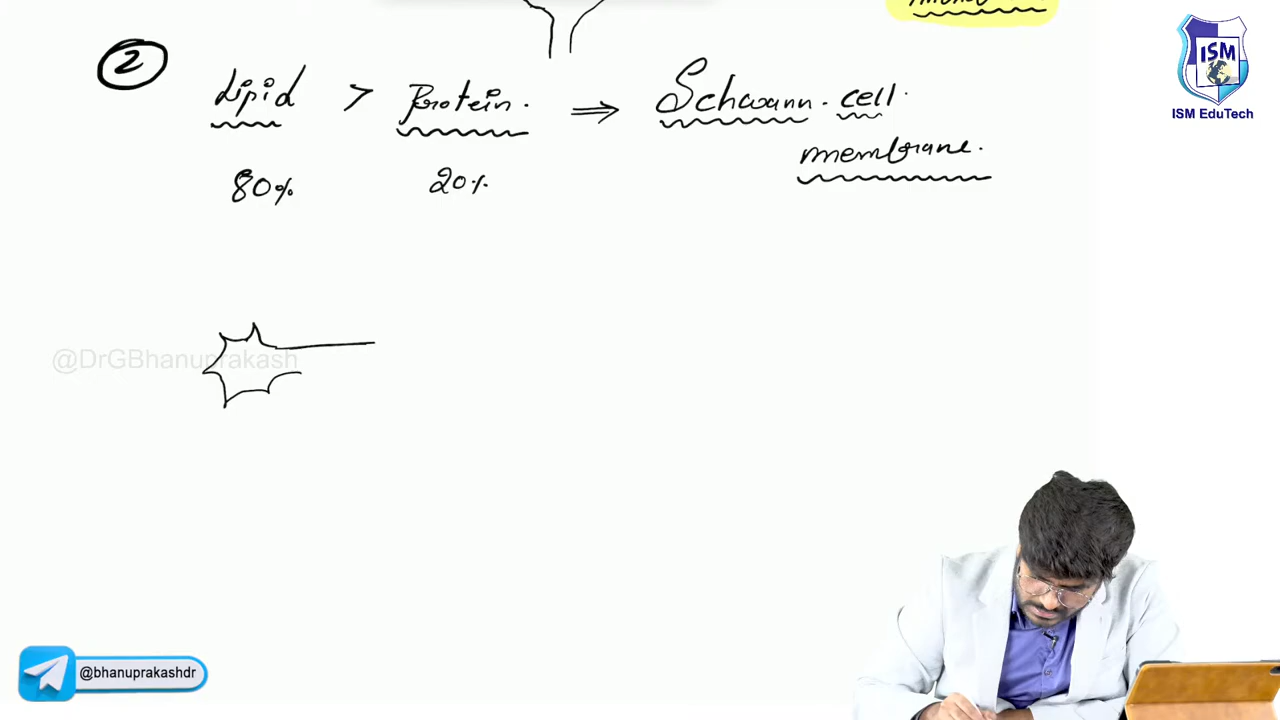 2
Lipid > Protein. ⇒ Schwann. cell.
membrane.
80% 20%
@DrGBhanuprakash
ISM
ISM EduTech
@bhanuprakashdr